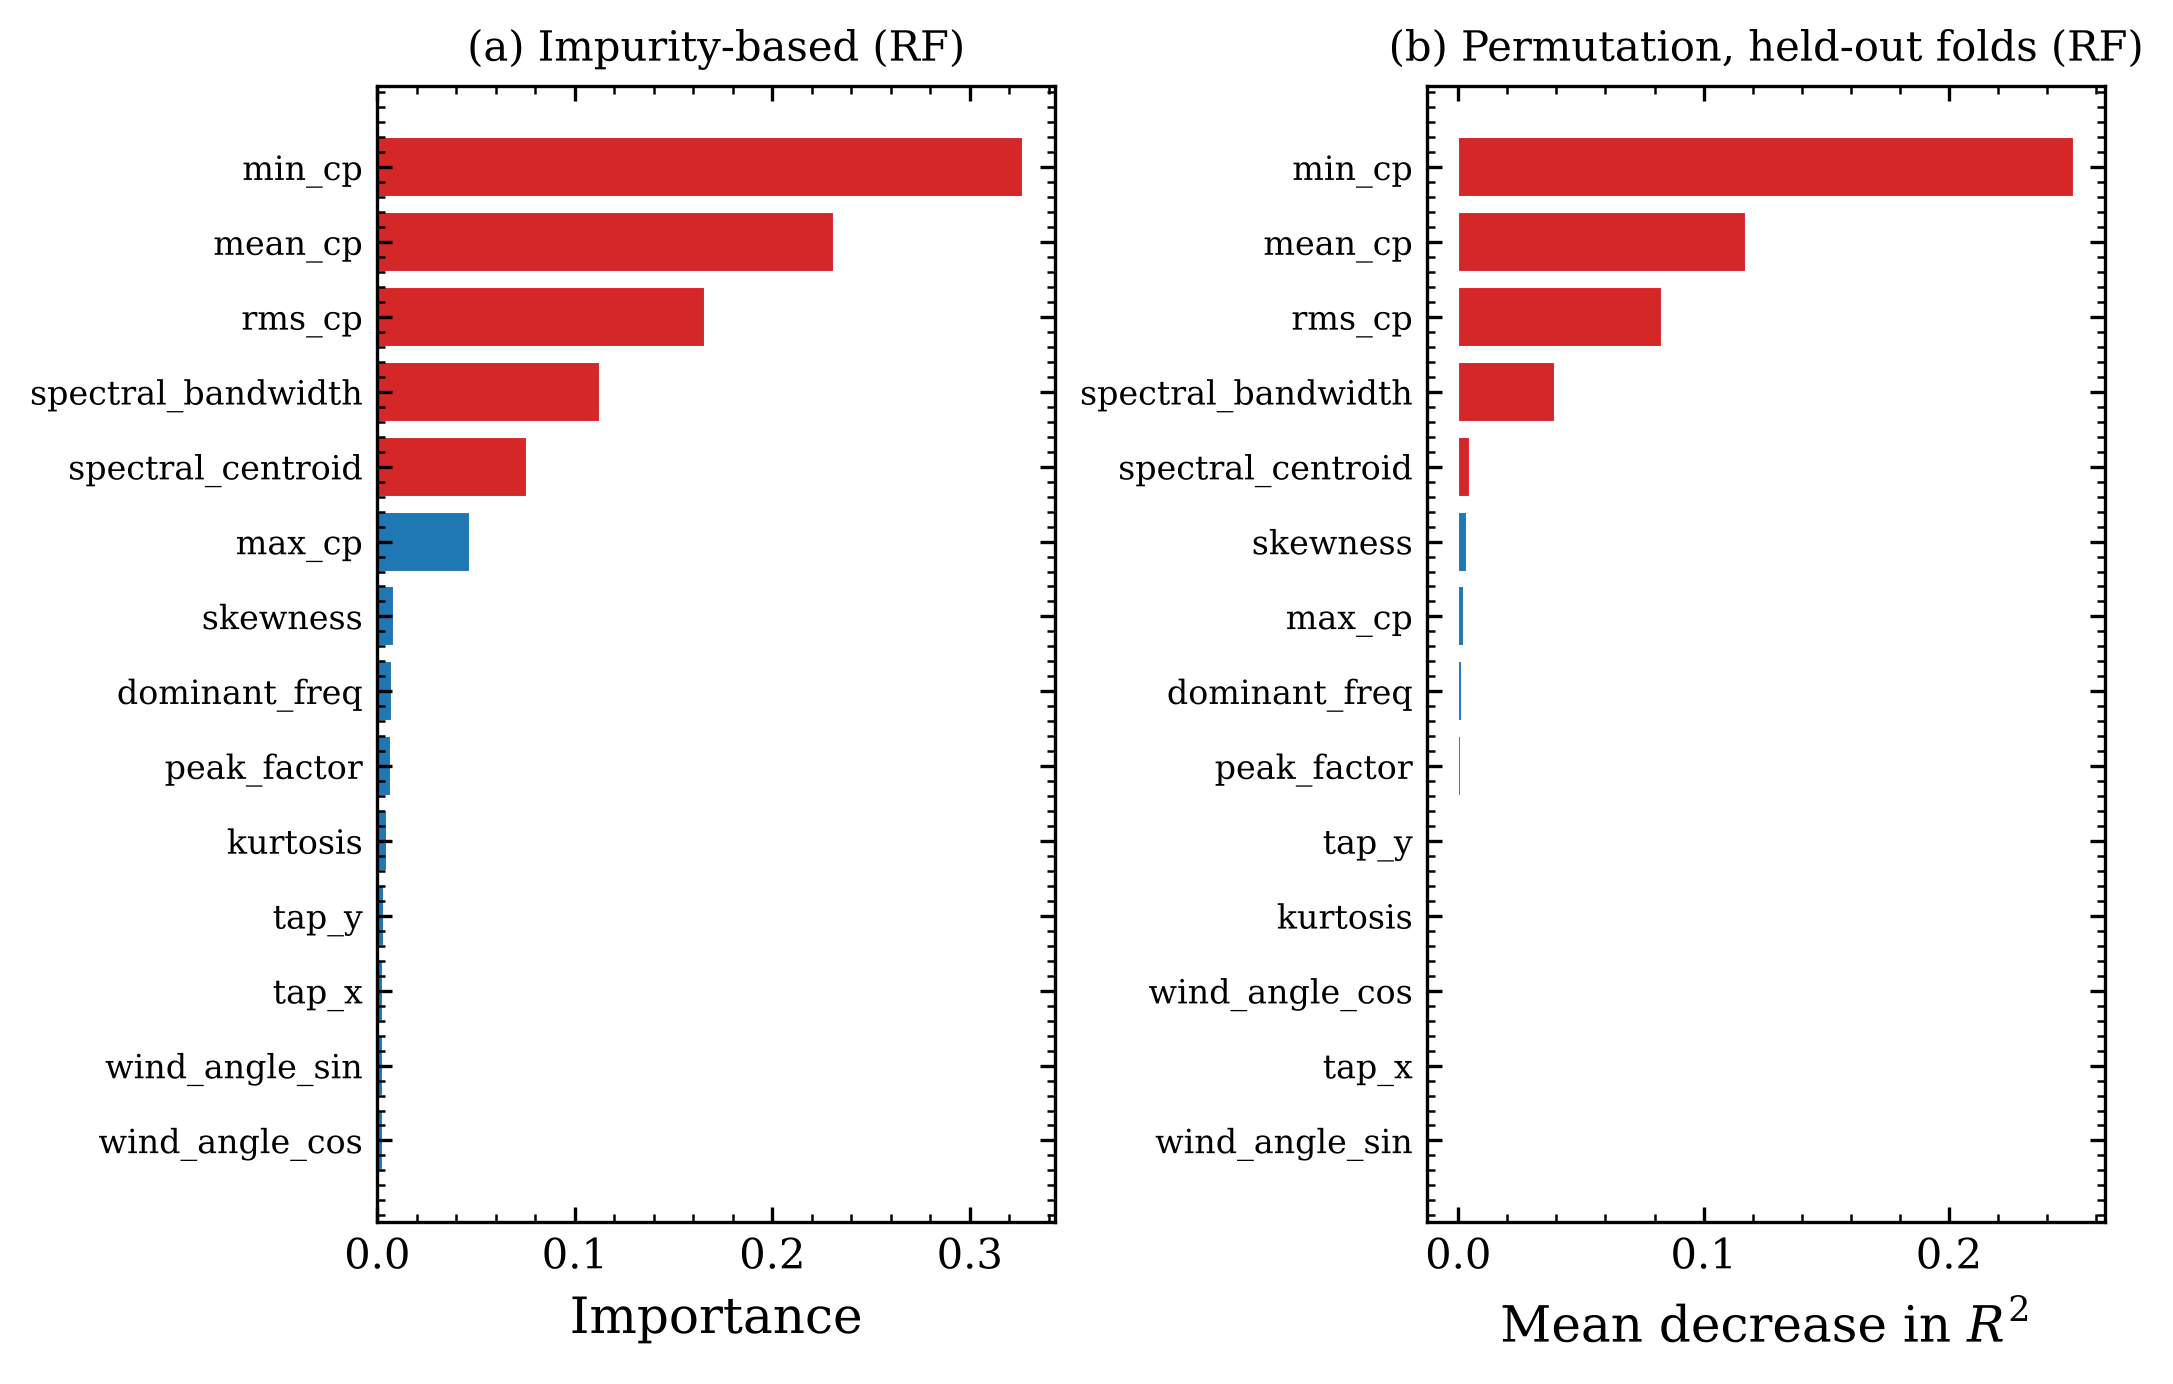 (a) Impurity-based (RF)
min_cp
mean_cp
rms_cp
spectral_bandwidth
spectral_centroid
max_cp
skewness
dominant_freq
peak_factor
kurtosis
tap_y
tap_x
wind_angle_sin
wind_angle_cos
0.0 0.1 0.2 0.3
Importance
(b) Permutation, held-out folds (RF)
min_cp
mean_cp
rms_cp
spectral_bandwidth
spectral_centroid
skewness
max_cp
dominant_freq
peak_factor
tap_y
kurtosis
wind_angle_cos
tap_x
wind_angle_sin
0.0 0.1 0.2
Mean decrease in R²